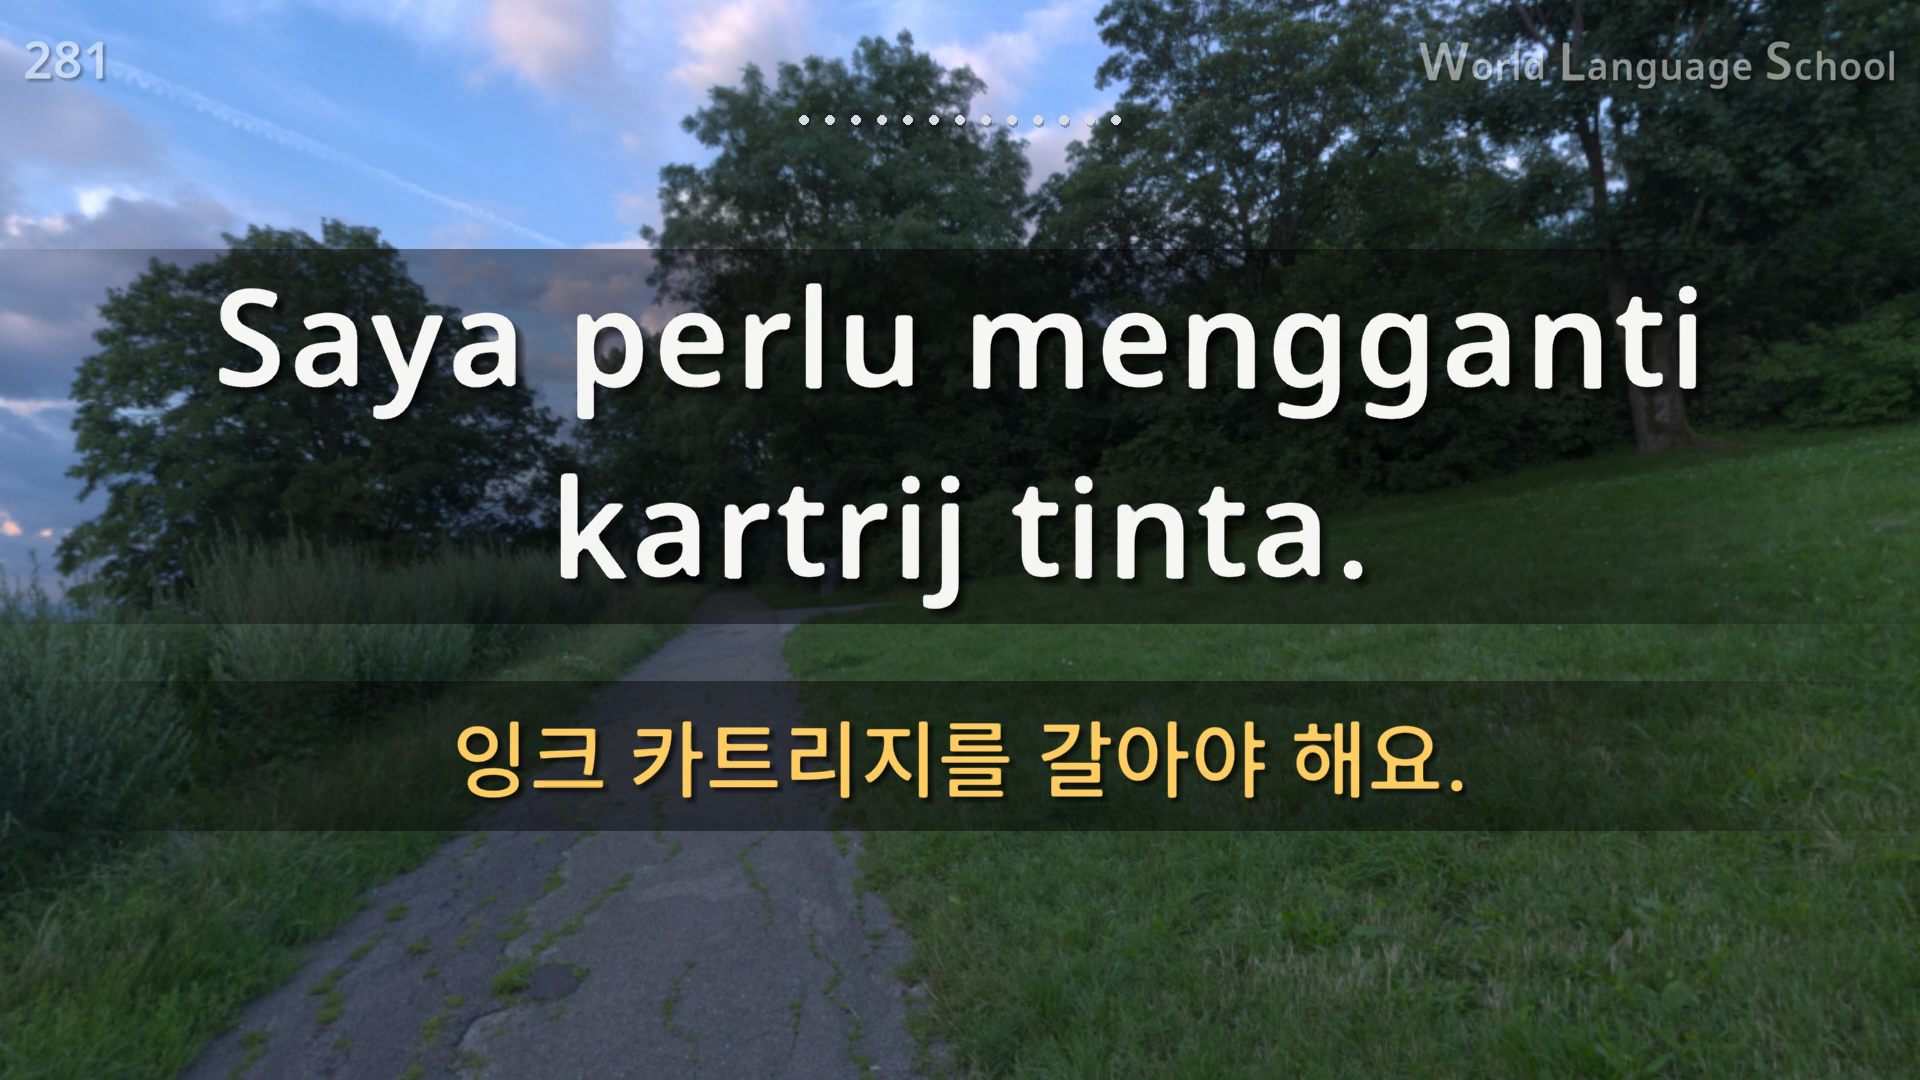 281
World Language School
Saya perlu mengganti
kartrij tinta.
잉크 카트리지를 갈아야 해요.